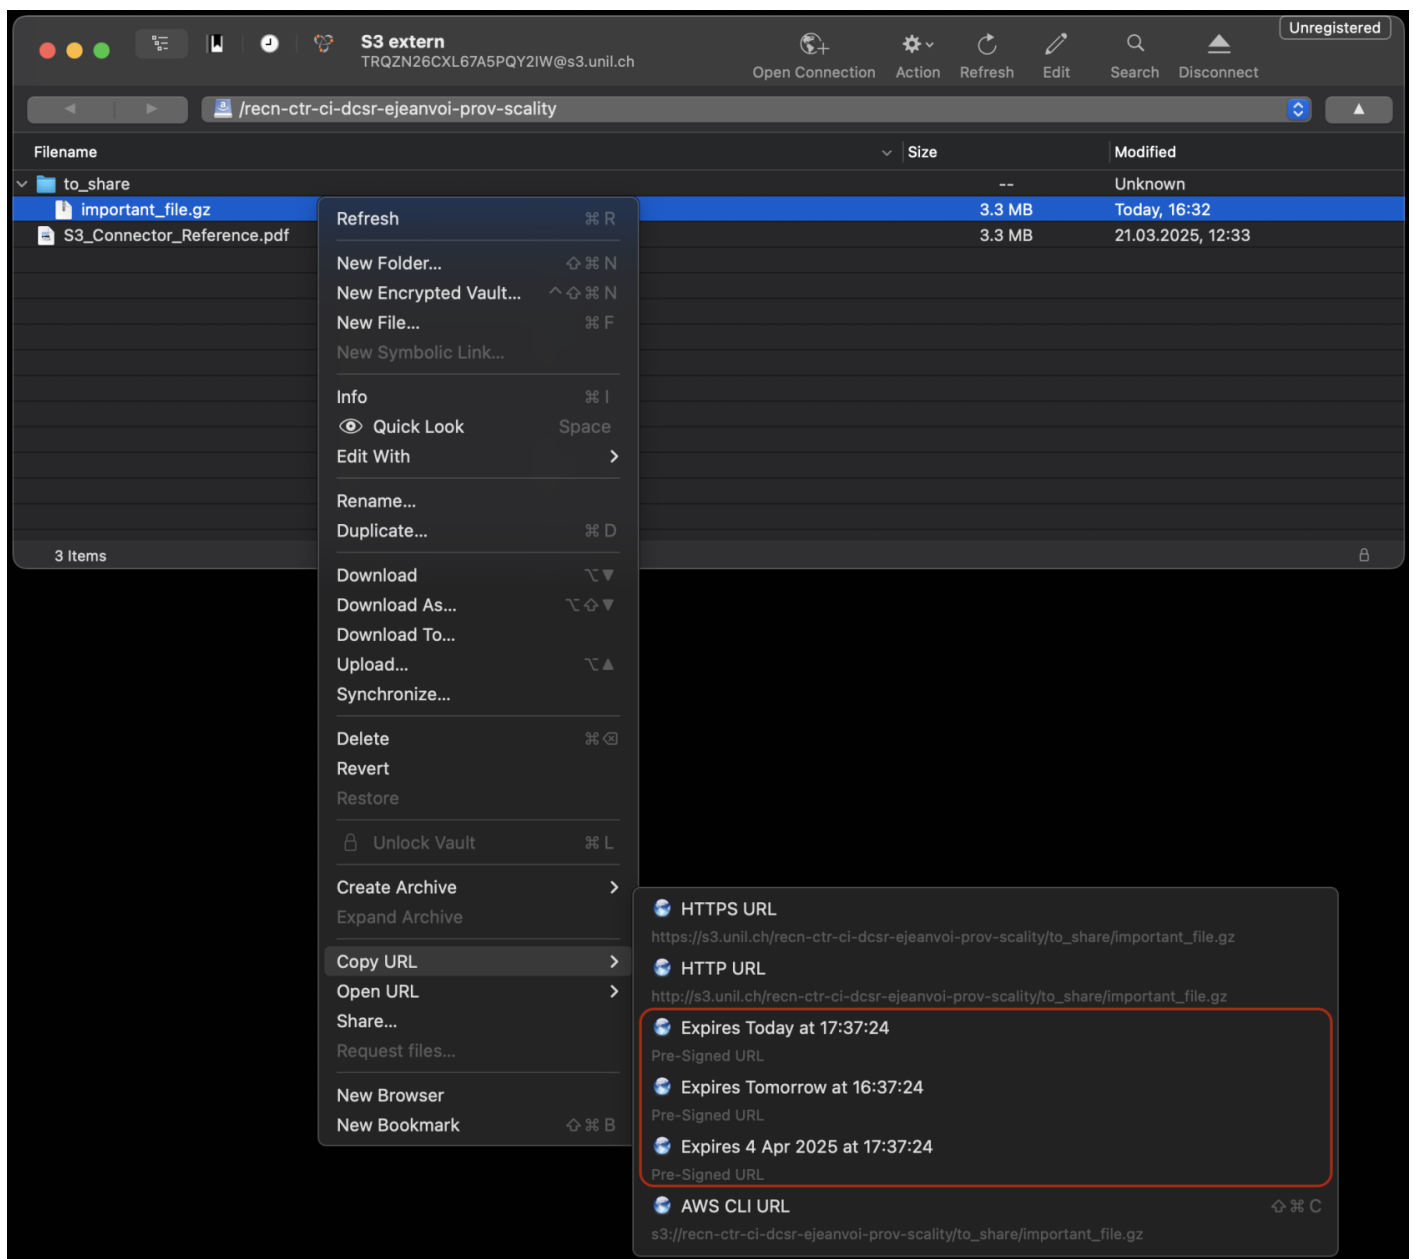 Unregistered
S3 extern
TRQZN26CXL67A5PQY2IW@s3.unil.ch
Open Connection Action Refresh Edit Search Disconnect
/recn-ctr-ci-dcsr-ejeanvoi-prov-scality
Filename Size Modified
to_share -- Unknown
important_file.gz 3.3 MB Today, 16:32
S3_Connector_Reference.pdf 3.3 MB 21.03.2025, 12:33
3 Items
Refresh ⌘ R
New Folder... ⇧ ⌘ N
New Encrypted Vault... ^ ⇧ ⌘ N
New File... ⌘ F
New Symbolic Link...
Info ⌘ I
Quick Look Space
Edit With
Rename...
Duplicate... ⌘ D
Download ⌥ ▼
Download As... ⌥ ⇧ ▼
Download To...
Upload... ⌥ ▲
Synchronize...
Delete ⌘ ⌫
Revert
Restore
Unlock Vault ⌘ L
Create Archive
Expand Archive
Copy URL
Open URL
Share...
Request files...
New Browser
New Bookmark ⇧ ⌘ B
HTTPS URL
https://s3.unil.ch/recn-ctr-ci-dcsr-ejeanvoi-prov-scality/to_share/important_file.gz
HTTP URL
http://s3.unil.ch/recn-ctr-ci-dcsr-ejeanvoi-prov-scality/to_share/important_file.gz
Expires Today at 17:37:24
Pre-Signed URL
Expires Tomorrow at 16:37:24
Pre-Signed URL
Expires 4 Apr 2025 at 17:37:24
Pre-Signed URL
AWS CLI URL ⇧ ⌘ C
s3://recn-ctr-ci-dcsr-ejeanvoi-prov-scality/to_share/important_file.gz